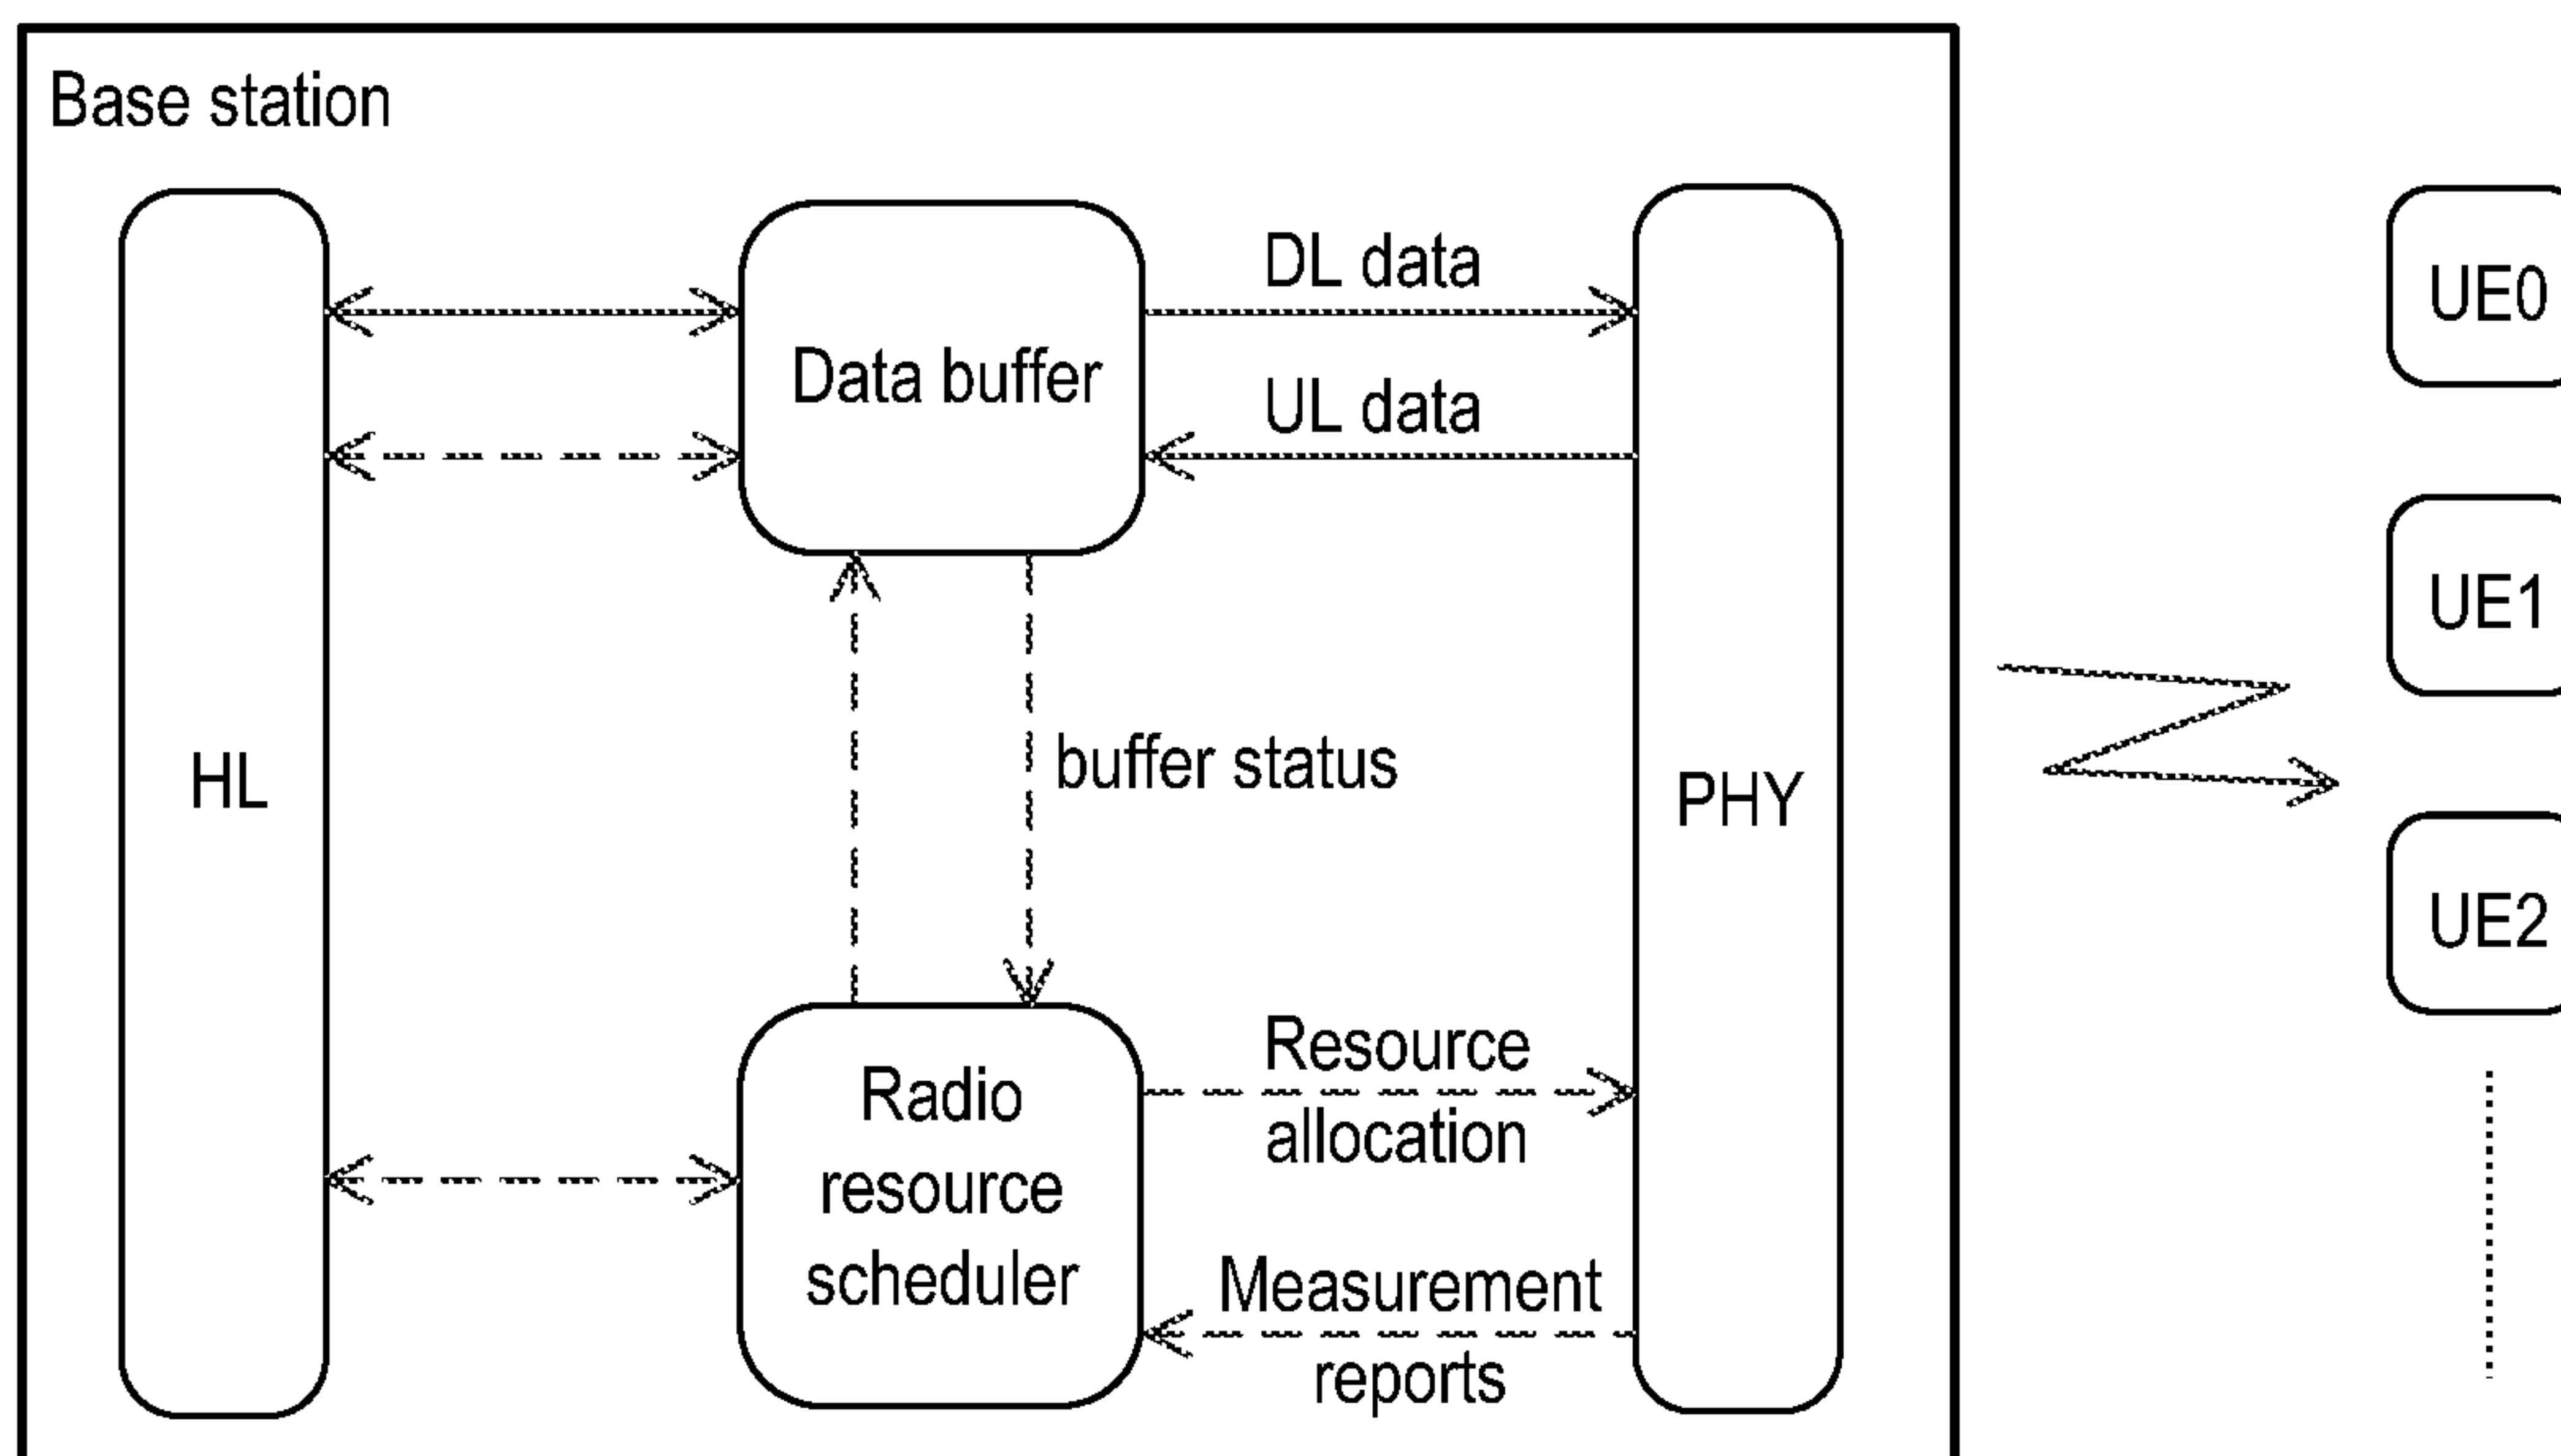 Base station
DL data
UE0
Data buffer
UL data
UE1
buffer status
HL
PHY
UE2
Resource
allocation
Radio
resource
scheduler
Measurement
reports